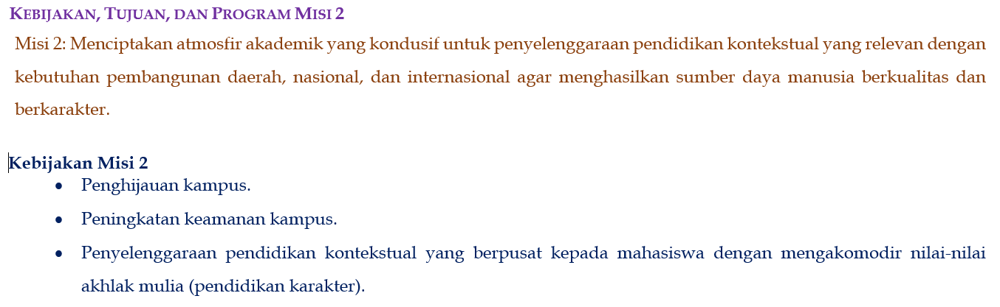 KEBIJAKAN, TUJUAN, DAN PROGRAM MISI 2
Misi 2: Menciptakan atmosfir akademik yang kondusif untuk penyelenggaraan pendidikan kontekstual yang relevan dengan
kebutuhan pembangunan daerah, nasional, dan internasional agar menghasilkan sumber daya manusia berkualitas dan
berkarakter.
Kebijakan Misi 2
• Penghijauan kampus.
• Peningkatan keamanan kampus.
• Penyelenggaraan pendidikan kontekstual yang berpusat kepada mahasiswa dengan mengakomodir nilai-nilai
akhlak mulia (pendidikan karakter).